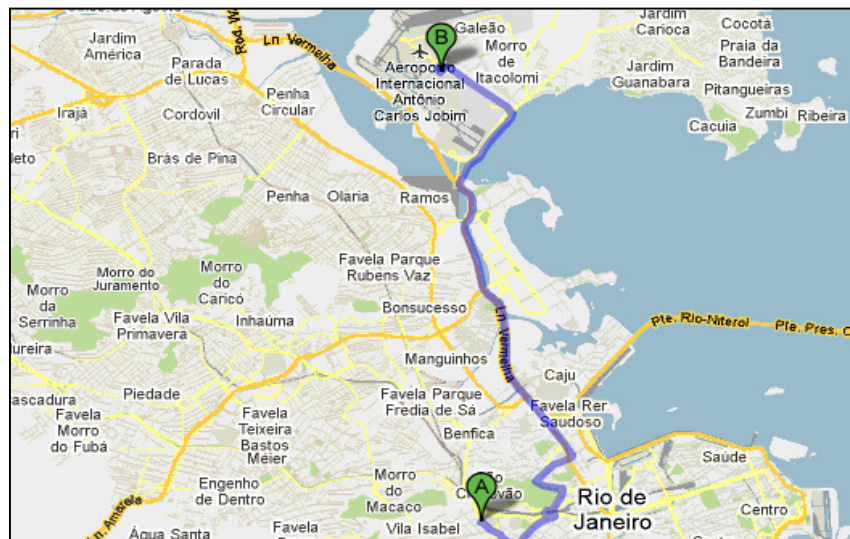 Jardim
América
Parada
de Lucas
Ln Vermelha
Galeão
B
Morro
de
Itacolomi
Aeroporto
Internacional
Antônio
Carlos Jobim
Jardim
Carioca
Cocotá
Praia da
Bandeira
Jardim
Guanabara
Pitangueiras
Zumbi
Ribeira
Cacuia
Irajá
Cordovil
Penha
Circular
Brás de Pina
Penha
Olaria
Ramos
Morro do
Juramento
Morro
do
Caricó
Favela Parque
Rubens Vaz
Morro
da
Serrinha
Favela Vila
Primavera
Inhaúma
Bonsucesso
Ln. Vermelha
Manguinhos
Pte. Rio-Niterói
Pte. Pres. C
Caju
Piedade
Favela
Morro
do Fubá
Favela
Teixeira
Bastos
Méier
Favela Parque
Herédia de Sá
Benfica
Favela Rer.
Saudoso
Engenho
de Dentro
Morro
do
Macaco
A
Saúde
Rio de
Janeiro
Centro
Ln. Amarela
Água Santa
Vila Isabel